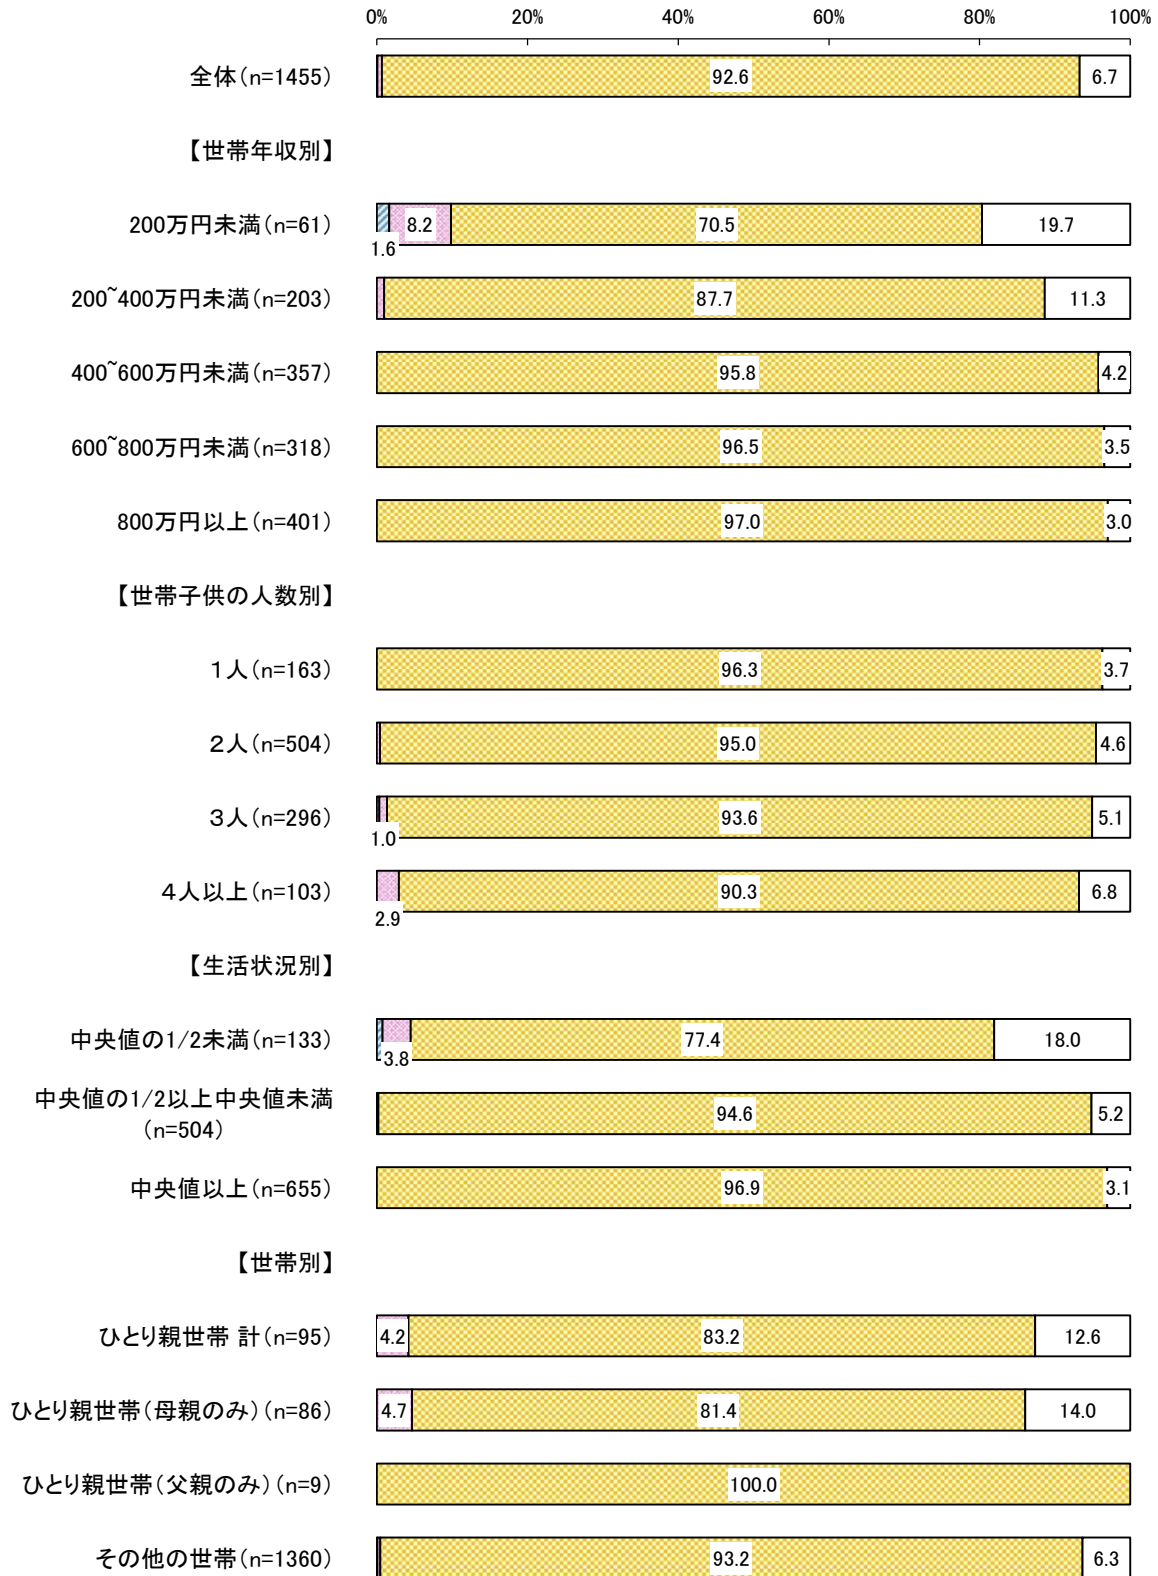 0% 20% 40% 60% 80% 100%
全体(n=1455) 92.6 6.7
【世帯年収別】
200万円未満(n=61) 1.6 8.2 70.5 19.7
200~400万円未満(n=203) 87.7 11.3
400~600万円未満(n=357) 95.8 4.2
600~800万円未満(n=318) 96.5 3.5
800万円以上(n=401) 97.0 3.0
【世帯子供の人数別】
1人(n=163) 96.3 3.7
2人(n=504) 95.0 4.6
3人(n=296) 1.0 93.6 5.1
4人以上(n=103) 2.9 90.3 6.8
【生活状況別】
中央値の1/2未満(n=133) 3.8 77.4 18.0
中央値の1/2以上中央値未満
(n=504) 94.6 5.2
中央値以上(n=655) 96.9 3.1
【世帯別】
ひとり親世帯 計(n=95) 4.2 83.2 12.6
ひとり親世帯(母親のみ)(n=86) 4.7 81.4 14.0
ひとり親世帯(父親のみ)(n=9) 100.0
その他の世帯(n=1360) 93.2 6.3